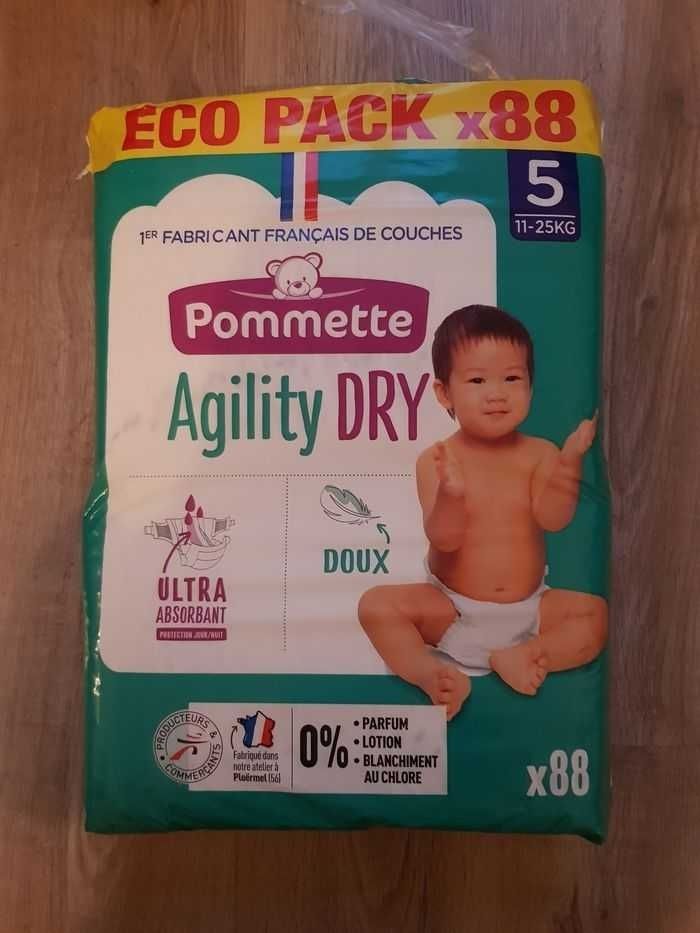 ÉCO PACK x88
5
11-25KG
1ER FABRICANT FRANÇAIS DE COUCHES
Pommette
Agility DRY
ULTRA
ABSORBANT
PROTECTION JOUR/NUIT
DOUX
PRODUCTEURS &
COMMERÇANTS
Fabriqué dans
notre atelier à
Ploërmel (56)
0%
• PARFUM
• LOTION
• BLANCHIMENT
AU CHLORE
x88